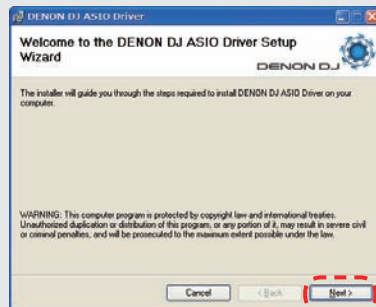 DENON DJ ASIO Driver
Welcome to the DENON DJ ASIO Driver Setup
Wizard
DENON DJ
The installer will guide you through the steps required to install DENON DJ ASIO Driver on your
computer.
WARNING: This computer program is protected by copyright law and international treaties.
Unauthorized duplication or distribution of this program, or any portion of it, may result in severe civil
or criminal penalties, and will be prosecuted to the maximum extent possible under the law.
Cancel
< Back
Next >